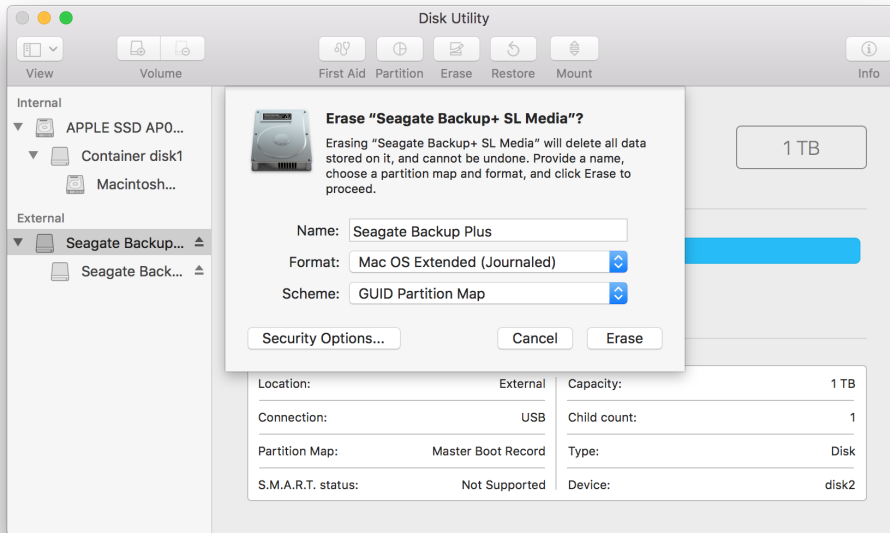 Disk Utility
View
Volume
First Aid
Partition
Erase
Restore
Mount
Info
Internal
APPLE SSD AP0...
Container disk1
Macintosh...
External
Seagate Backup...
Seagate Back...
Erase “Seagate Backup+ SL Media”?
Erasing “Seagate Backup+ SL Media” will delete all data
stored on it, and cannot be undone. Provide a name,
choose a partition map and format, and click Erase to
proceed.
Name: Seagate Backup Plus
Format: Mac OS Extended (Journaled)
Scheme: GUID Partition Map
Security Options...
Cancel
Erase
1 TB
Location: External
Capacity: 1 TB
Connection: USB
Child count: 1
Partition Map: Master Boot Record
Type: Disk
S.M.A.R.T. status: Not Supported
Device: disk2